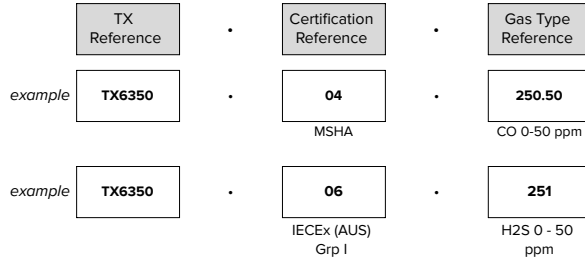 TX Reference . Certification Reference . Gas Type Reference
example TX6350 . 04 . 250.50
MSHA CO 0-50 ppm
example TX6350 . 06 . 251
IECEx (AUS) Grp I H2S 0 - 50 ppm